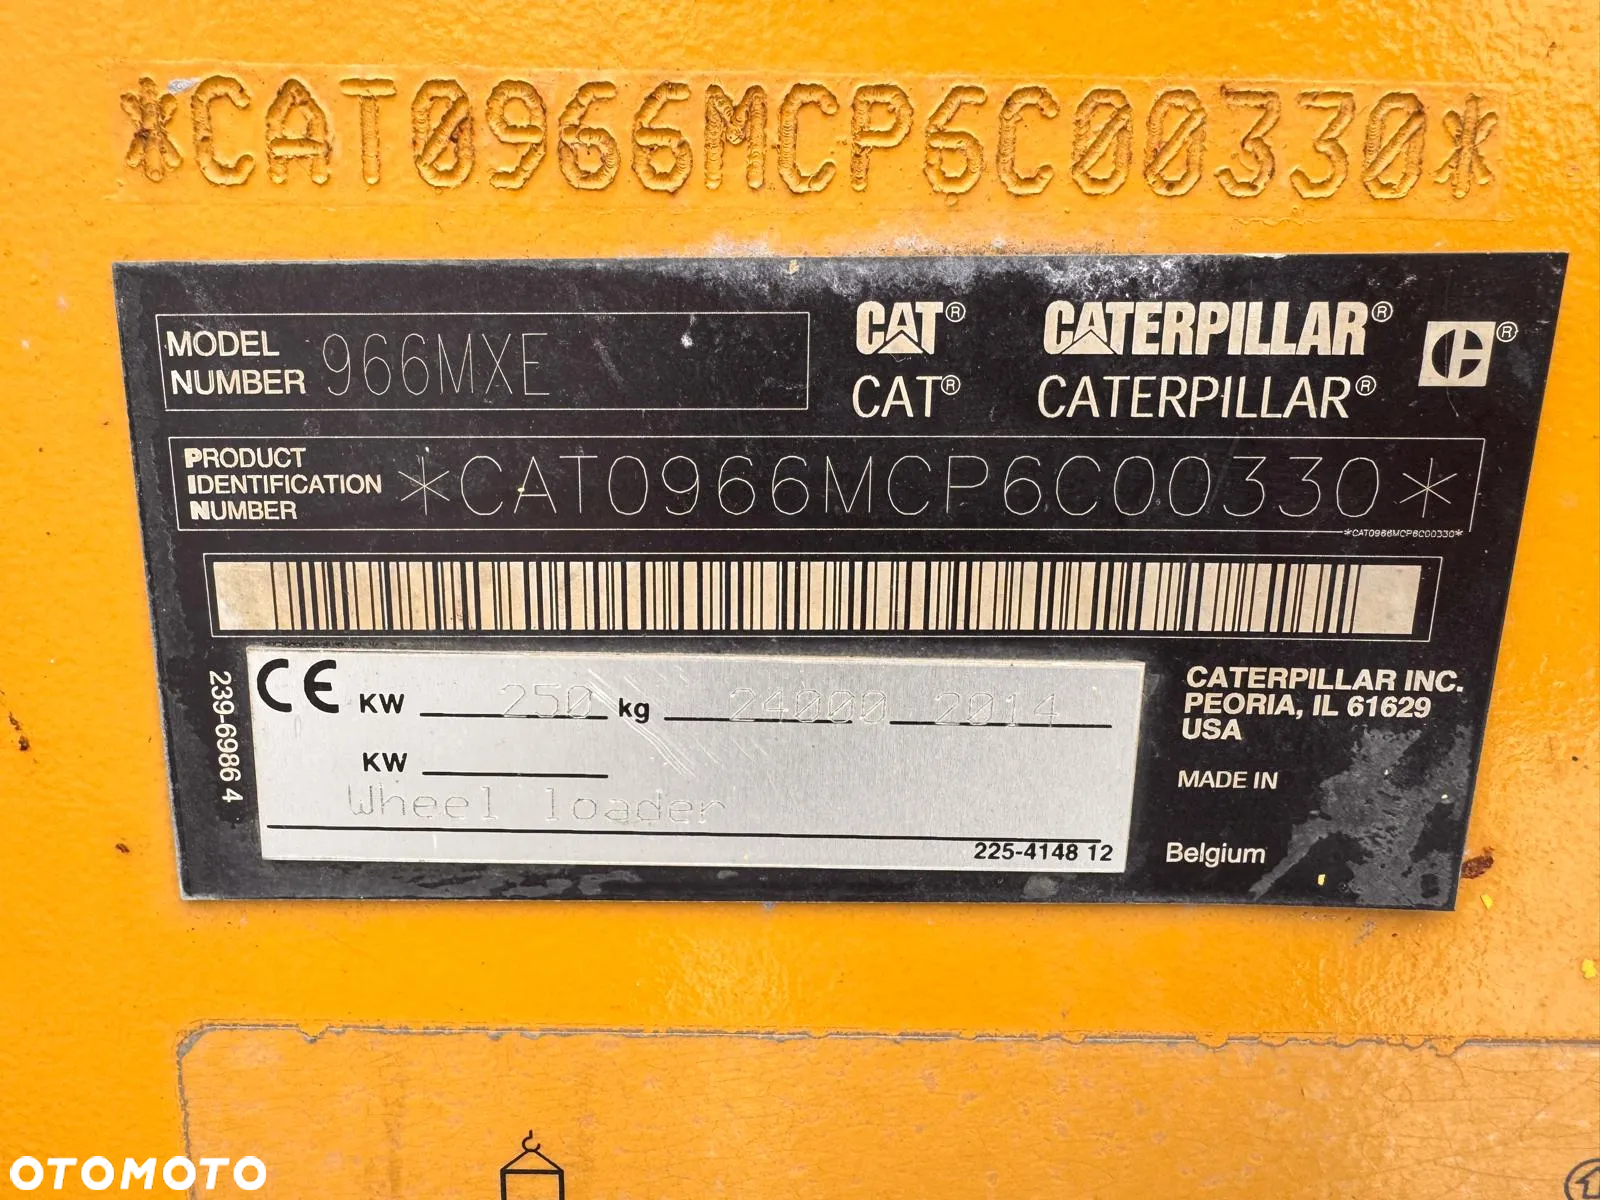 *CAT0966MCP6C00330*
CAT® CATERPILLAR®
MODEL NUMBER 966MXE
CAT® CATERPILLAR®
PRODUCT IDENTIFICATION NUMBER *CAT0966MCP6C00330*
*CAT0966MCP6C00330*
239-6986 4
CE KW 250 kg 24000 2014
KW
Wheel loader
225-4148 12
CATERPILLAR INC.
PEORIA, IL 61629
USA
MADE IN
Belgium
OTOMOTO